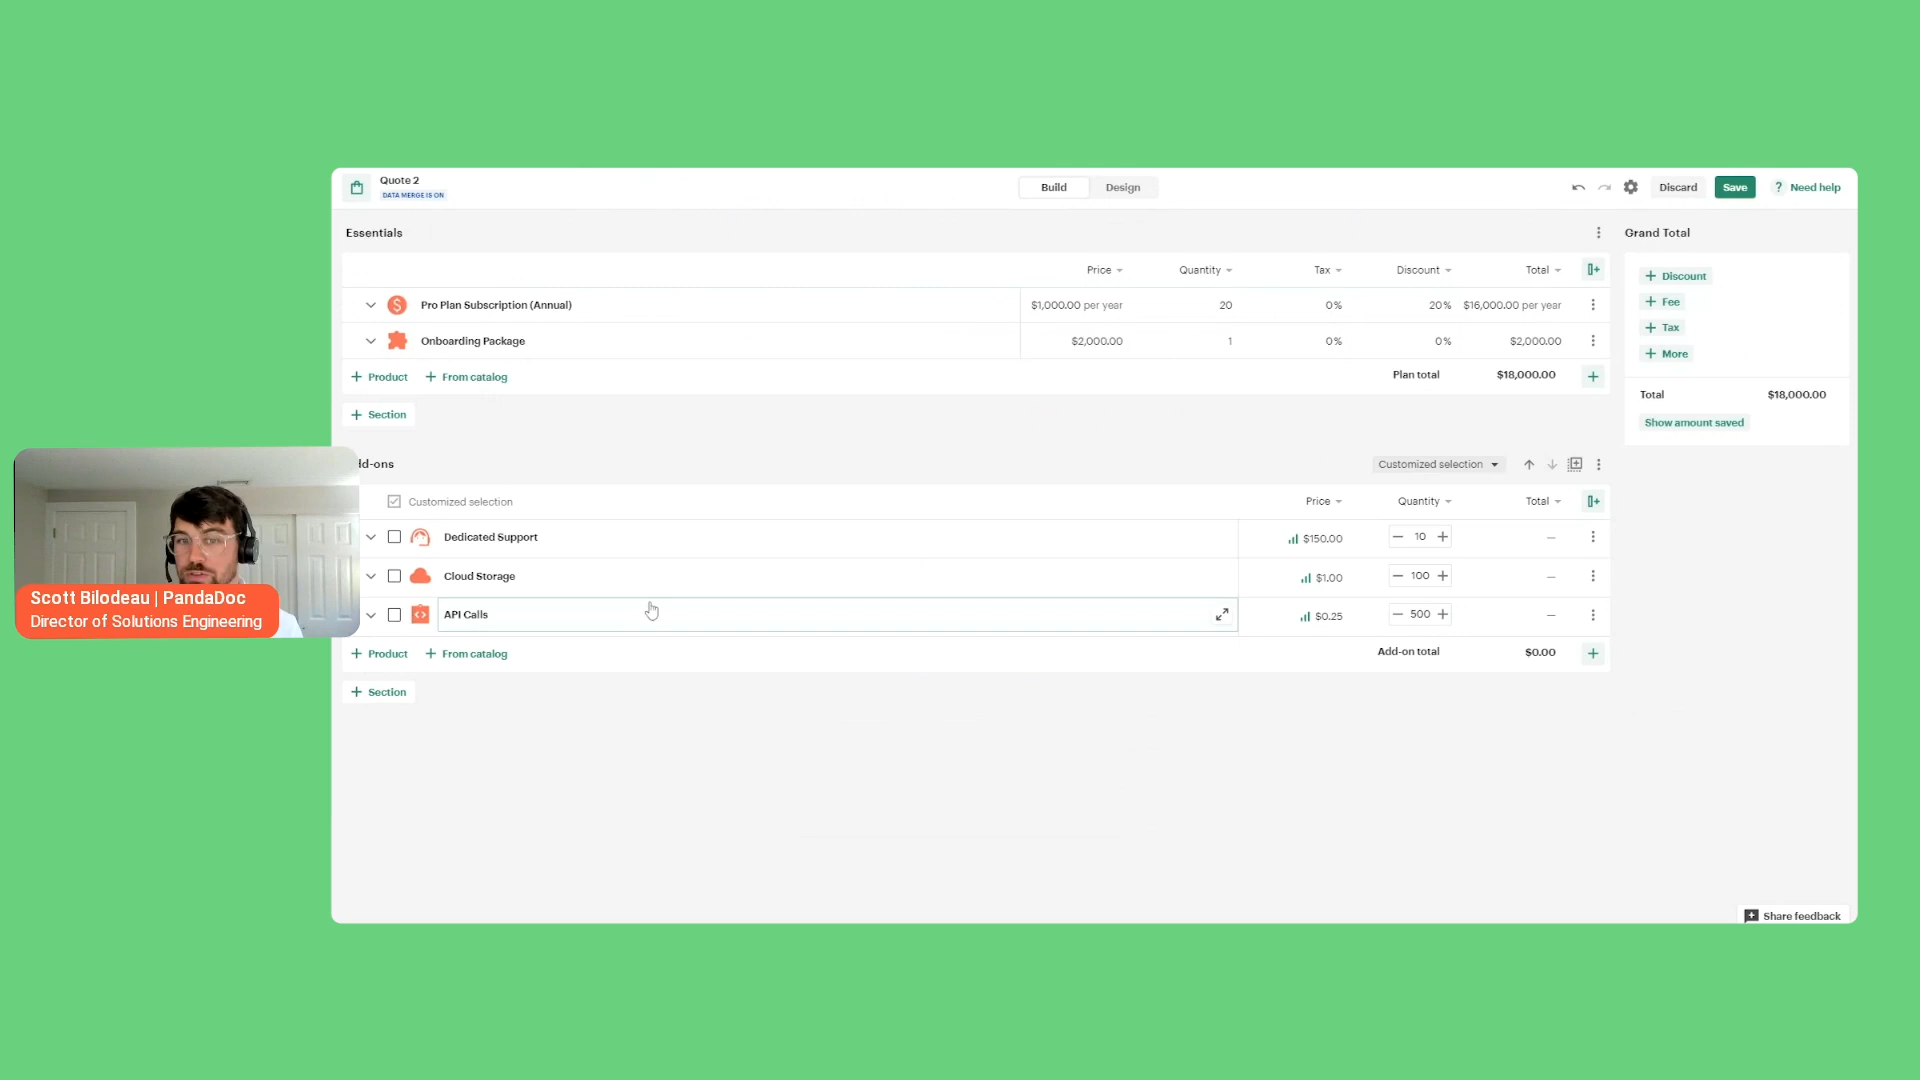 Quote 2
DATA MERGE IS ON
Build
Design
Discard
Save
? Need help
Essentials
Grand Total
Price
Quantity
Tax
Discount
Total
+ Discount
+ Fee
+ Tax
+ More
Pro Plan Subscription (Annual)
$1,000.00 per year
20
0%
20%
$16,000.00 per year
Onboarding Package
$2,000.00
1
0%
0%
$2,000.00
+ Product
+ From catalog
Plan total
$18,000.00
Total
$18,000.00
Show amount saved
+ Section
dd-ons
Customized selection
Customized selection
Price
Quantity
Total
Dedicated Support
$150.00
− 10 +
—
Cloud Storage
$1.00
− 100 +
—
API Calls
$0.25
− 500 +
—
+ Product
+ From catalog
Add-on total
$0.00
+ Section
Scott Bilodeau | PandaDoc
Director of Solutions Engineering
Share feedback